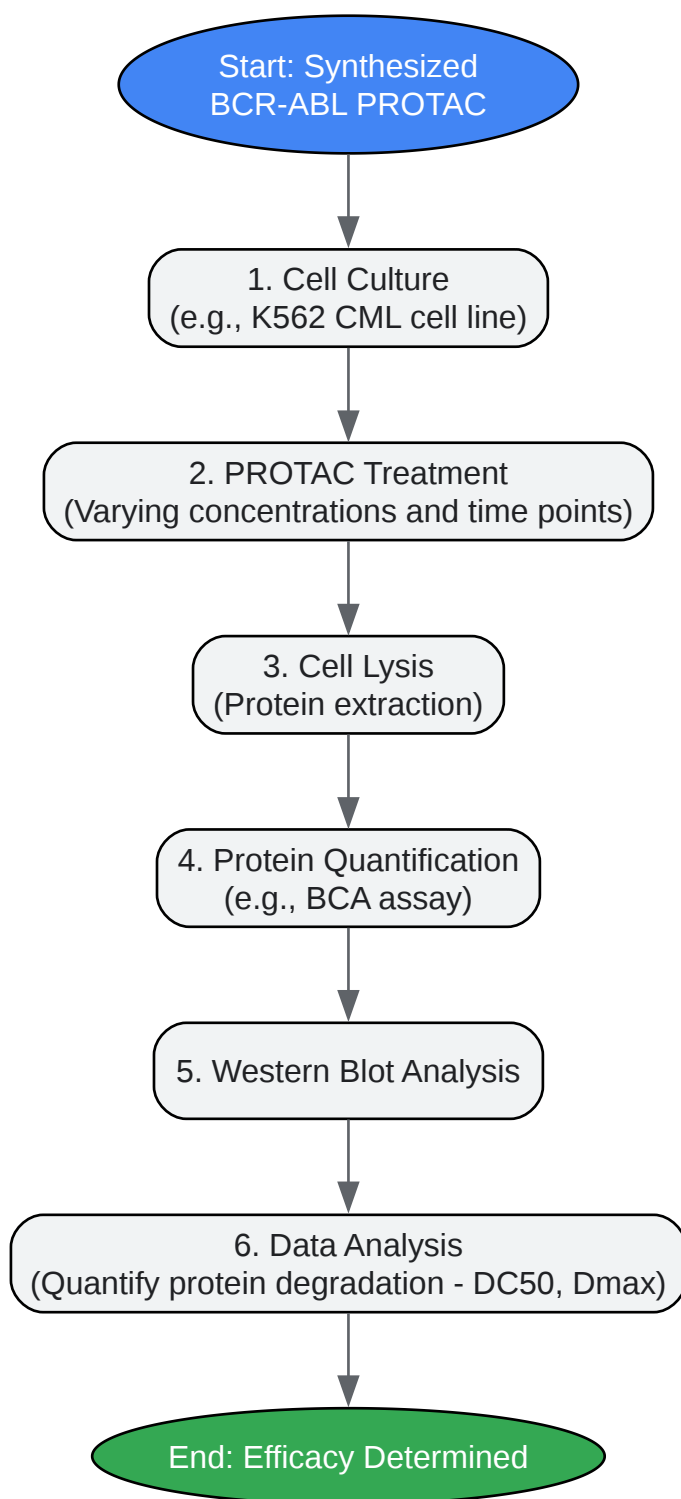 Start: Synthesized
BCR-ABL PROTAC
1. Cell Culture
(e.g., K562 CML cell line)
2. PROTAC Treatment
(Varying concentrations and time points)
3. Cell Lysis
(Protein extraction)
4. Protein Quantification
(e.g., BCA assay)
5. Western Blot Analysis
6. Data Analysis
(Quantify protein degradation - DC50, Dmax)
End: Efficacy Determined